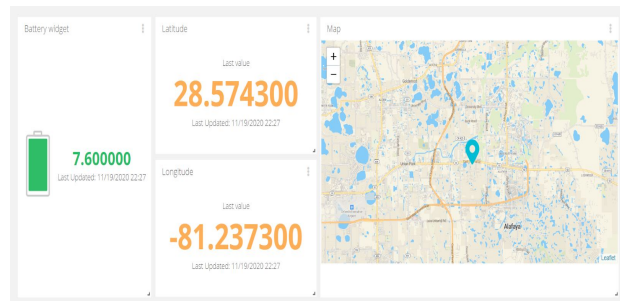 Battery widget
7.600000
Last Updated: 11/19/2020 22:27
Latitude
Last value
28.574300
Last Updated: 11/19/2020 22:27
Longitude
Last value
-81.237300
Last Updated: 11/19/2020 22:27
Map
+
−
Alafaya
Leaflet